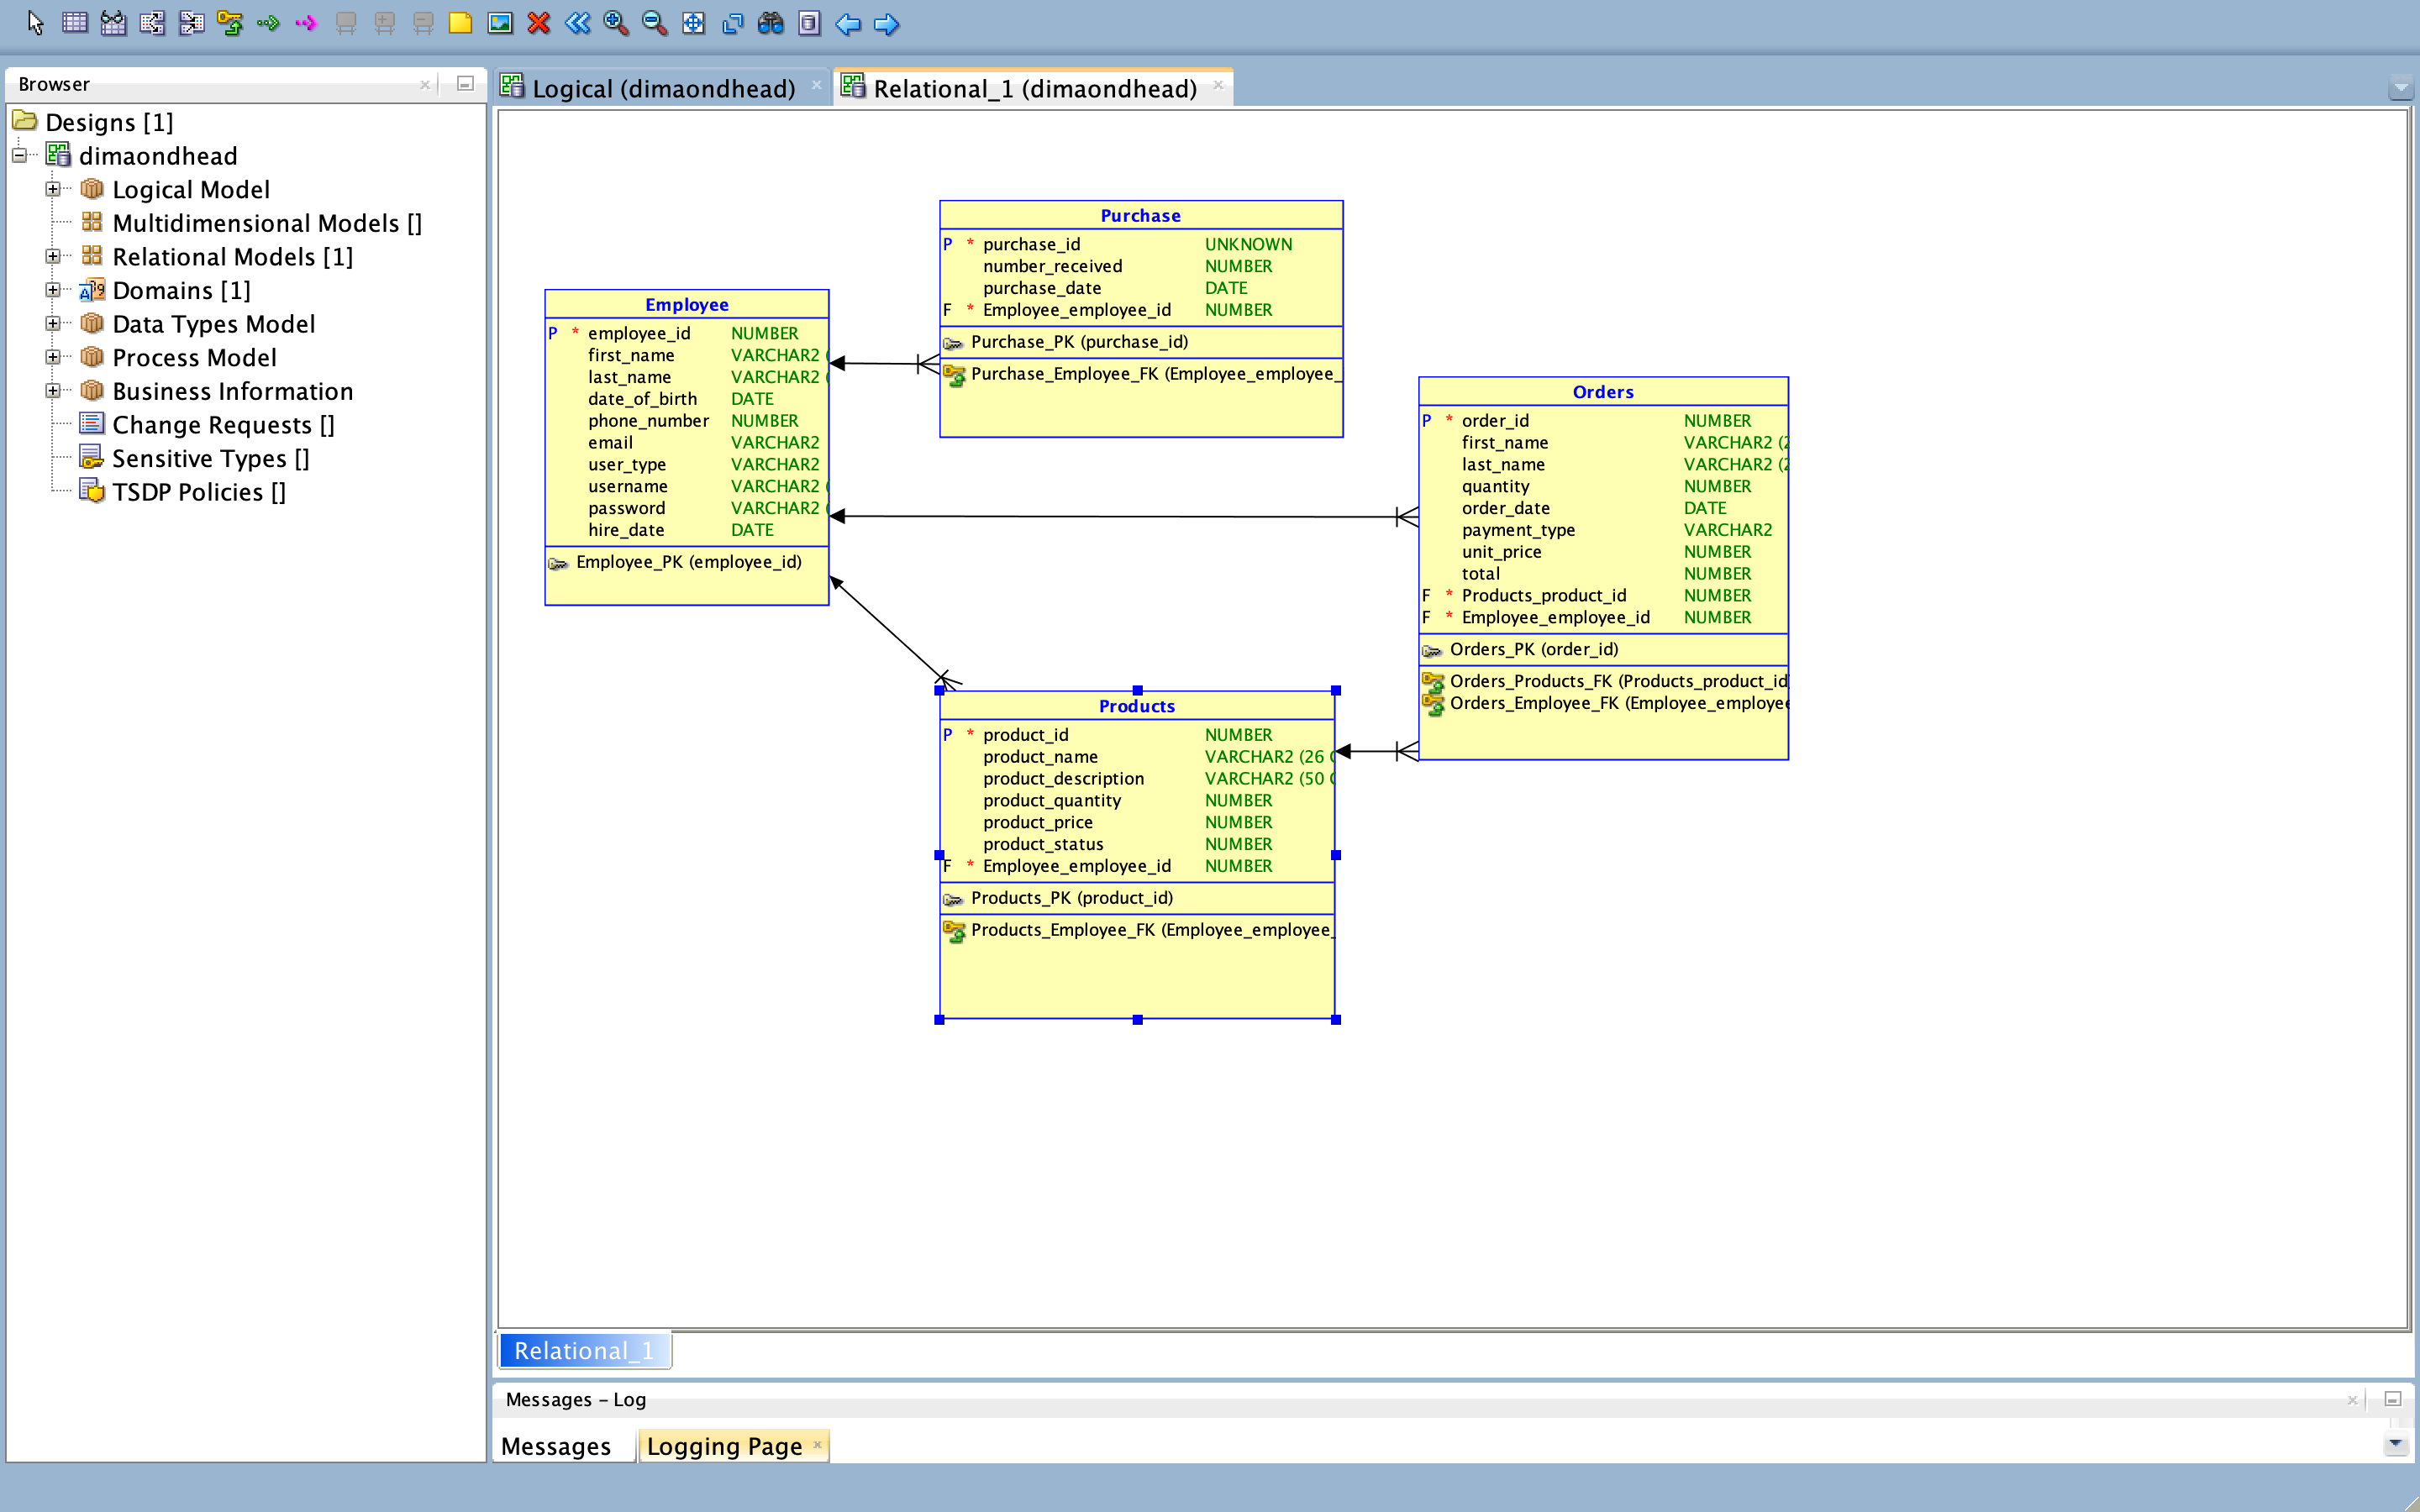 Browser
Designs [1]
dimaondhead
Logical Model
Multidimensional Models []
Relational Models [1]
Domains [1]
Data Types Model
Process Model
Business Information
Change Requests []
Sensitive Types []
TSDP Policies []
Logical (dimaondhead)
Relational_1 (dimaondhead)
Purchase
P * purchase_id UNKNOWN
number_received NUMBER
purchase_date DATE
F * Employee_employee_id NUMBER
Purchase_PK (purchase_id)
Purchase_Employee_FK (Employee_employee_
Employee
P * employee_id NUMBER
first_name VARCHAR2 (
last_name VARCHAR2 (
date_of_birth DATE
phone_number NUMBER
email VARCHAR2
user_type VARCHAR2
username VARCHAR2 (
password VARCHAR2 (
hire_date DATE
Employee_PK (employee_id)
Orders
P * order_id NUMBER
first_name VARCHAR2 (2
last_name VARCHAR2 (2
quantity NUMBER
order_date DATE
payment_type VARCHAR2
unit_price NUMBER
total NUMBER
F * Products_product_id NUMBER
F * Employee_employee_id NUMBER
Orders_PK (order_id)
Orders_Products_FK (Products_product_id
Orders_Employee_FK (Employee_employee
Products
P * product_id NUMBER
product_name VARCHAR2 (26 C
product_description VARCHAR2 (50 C
product_quantity NUMBER
product_price NUMBER
product_status NUMBER
F * Employee_employee_id NUMBER
Products_PK (product_id)
Products_Employee_FK (Employee_employee_
Relational_1
Messages – Log
Messages
Logging Page